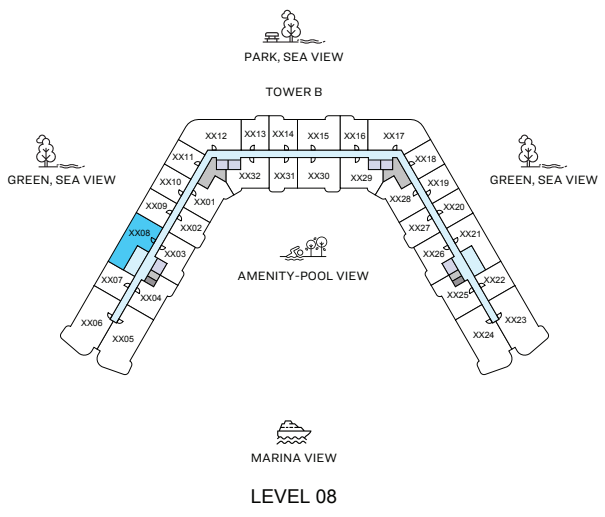 PARK, SEA VIEW
TOWER B
XX12
XX13
XX14
XX15
XX16
XX17
XX11
XX18
XX32
XX31
XX30
XX29
GREEN, SEA VIEW
GREEN, SEA VIEW
XX10
XX19
XX01
XX28
XX09
XX20
XX02
XX27
XX08
XX21
XX03
XX26
AMENITY-POOL VIEW
XX07
XX22
XX04
XX25
XX06
XX23
XX05
XX24
MARINA VIEW
LEVEL 08